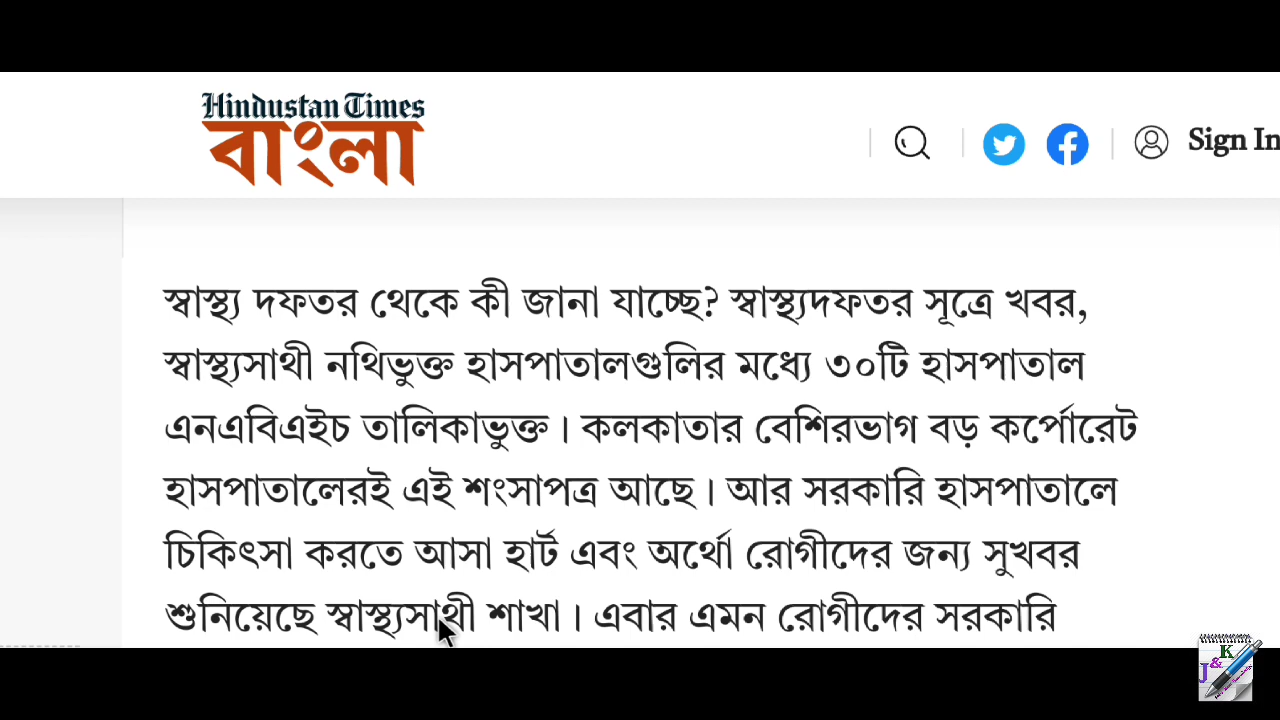 Hindustan Times
বাংলা
Sign In
স্বাস্থ্য দফতর থেকে কী জানা যাচ্ছে? স্বাস্থ্যদফতর সূত্রে খবর,
স্বাস্থ্যসাথী নথিভুক্ত হাসপাতালগুলির মধ্যে ৩০টি হাসপাতাল
এনএবিএইচ তালিকাভুক্ত। কলকাতার বেশিরভাগ বড় কর্পোরেট
হাসপাতালেরই এই শংসাপত্র আছে। আর সরকারি হাসপাতালে
চিকিৎসা করতে আসা হার্ট এবং অর্থো রোগীদের জন্য সুখবর
শুনিয়েছে স্বাস্থ্যসাথী শাখা। এবার এমন রোগীদের সরকারি
J&K